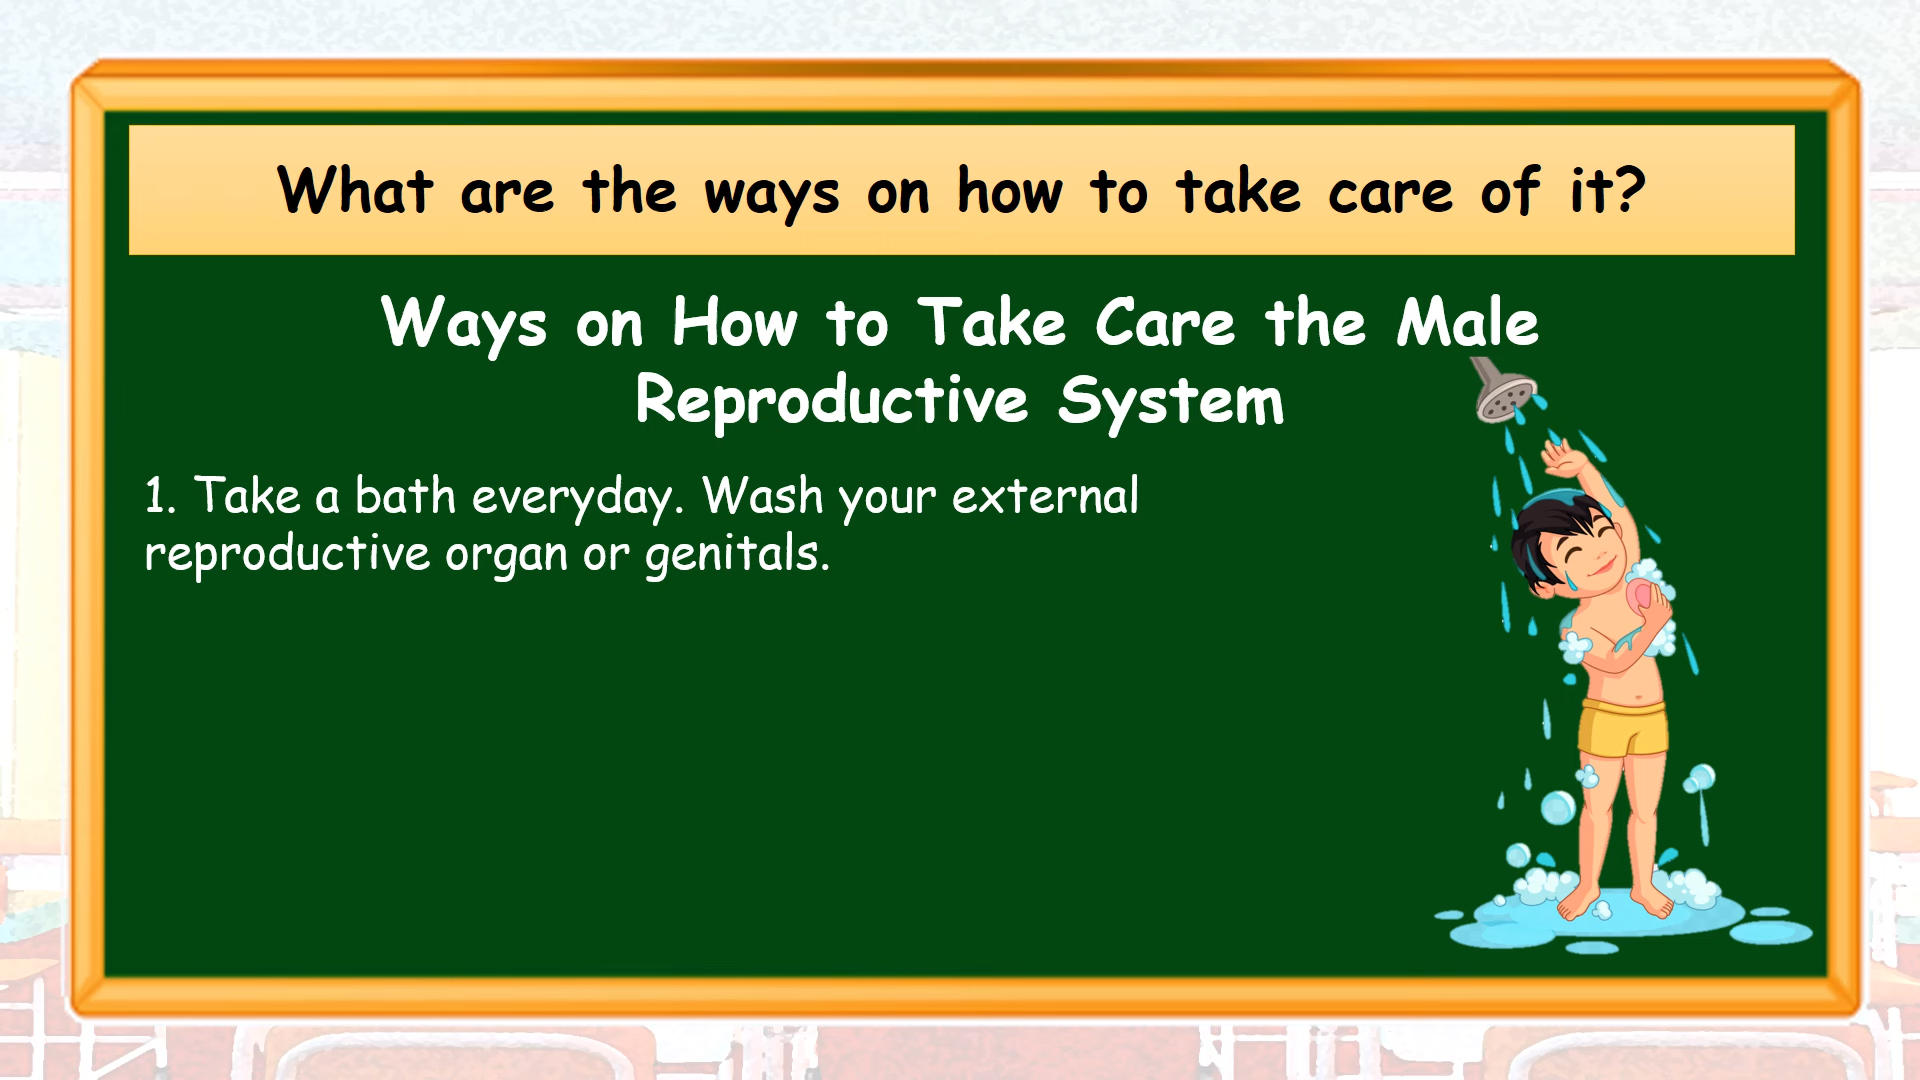 What are the ways on how to take care of it?
Ways on How to Take Care the Male
Reproductive System
1. Take a bath everyday. Wash your external
reproductive organ or genitals.